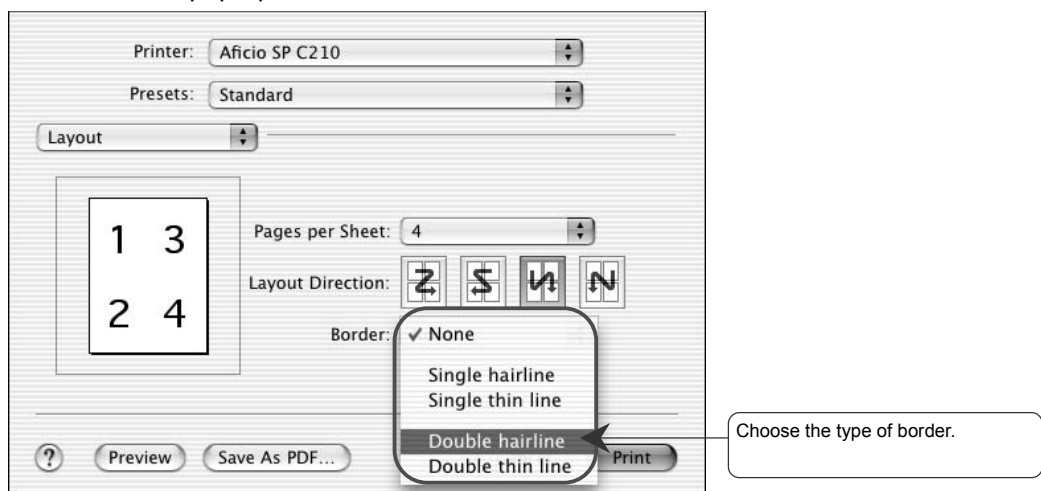 Printer: Aficio SP C210
Presets: Standard
Layout
1 3
2 4
Pages per Sheet: 4
Layout Direction:
Border: ✓ None
Single hairline
Single thin line
Double hairline
Double thin line
Choose the type of border.
? Preview Save As PDF... Print